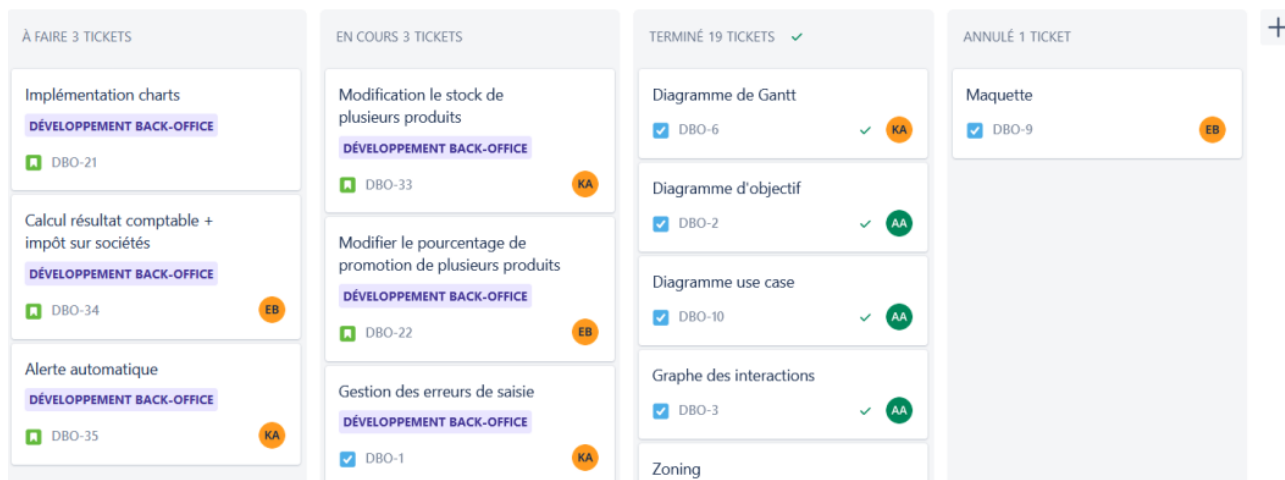 À FAIRE 3 TICKETS
Implémentation charts
DÉVELOPPEMENT BACK-OFFICE
DBO-21
Calcul résultat comptable +
impôt sur sociétés
DÉVELOPPEMENT BACK-OFFICE
DBO-34
EB
Alerte automatique
DÉVELOPPEMENT BACK-OFFICE
DBO-35
KA
EN COURS 3 TICKETS
Modification le stock de
plusieurs produits
DÉVELOPPEMENT BACK-OFFICE
DBO-33
KA
Modifier le pourcentage de
promotion de plusieurs produits
DÉVELOPPEMENT BACK-OFFICE
DBO-22
EB
Gestion des erreurs de saisie
DÉVELOPPEMENT BACK-OFFICE
DBO-1
KA
TERMINÉ 19 TICKETS
Diagramme de Gantt
DBO-6
KA
Diagramme d'objectif
DBO-2
AA
Diagramme use case
DBO-10
AA
Graphe des interactions
DBO-3
AA
Zoning
ANNULÉ 1 TICKET
Maquette
DBO-9
EB